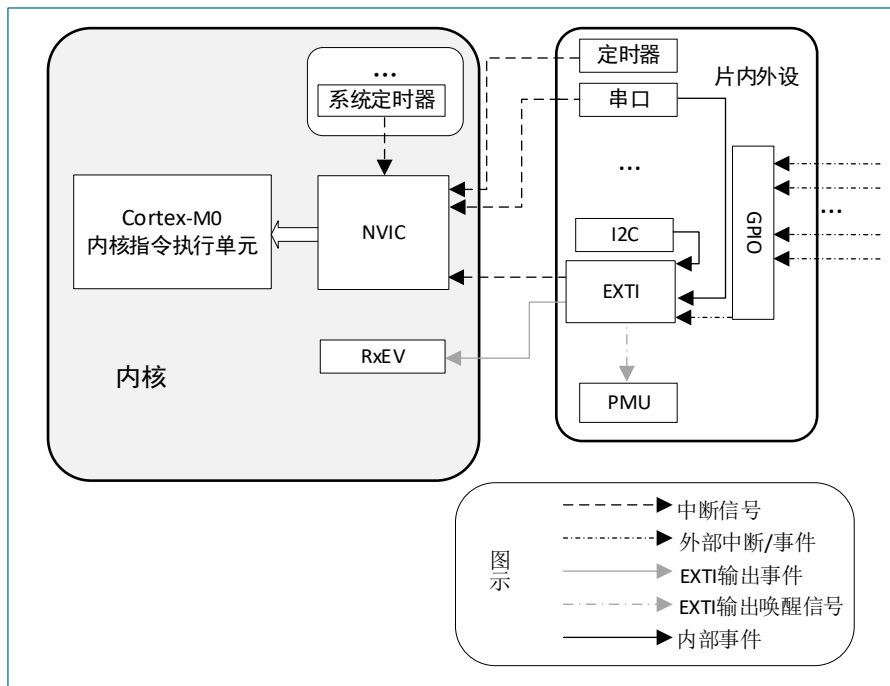 ...
系统定时器
Cortex-M0
内核指令执行单元
NVIC
RxEV
内核
定时器
串口
片内外设
...
I2C
EXTI
PMU
GPIO
...
图示
中断信号
外部中断/事件
EXTI输出事件
EXTI输出唤醒信号
内部事件